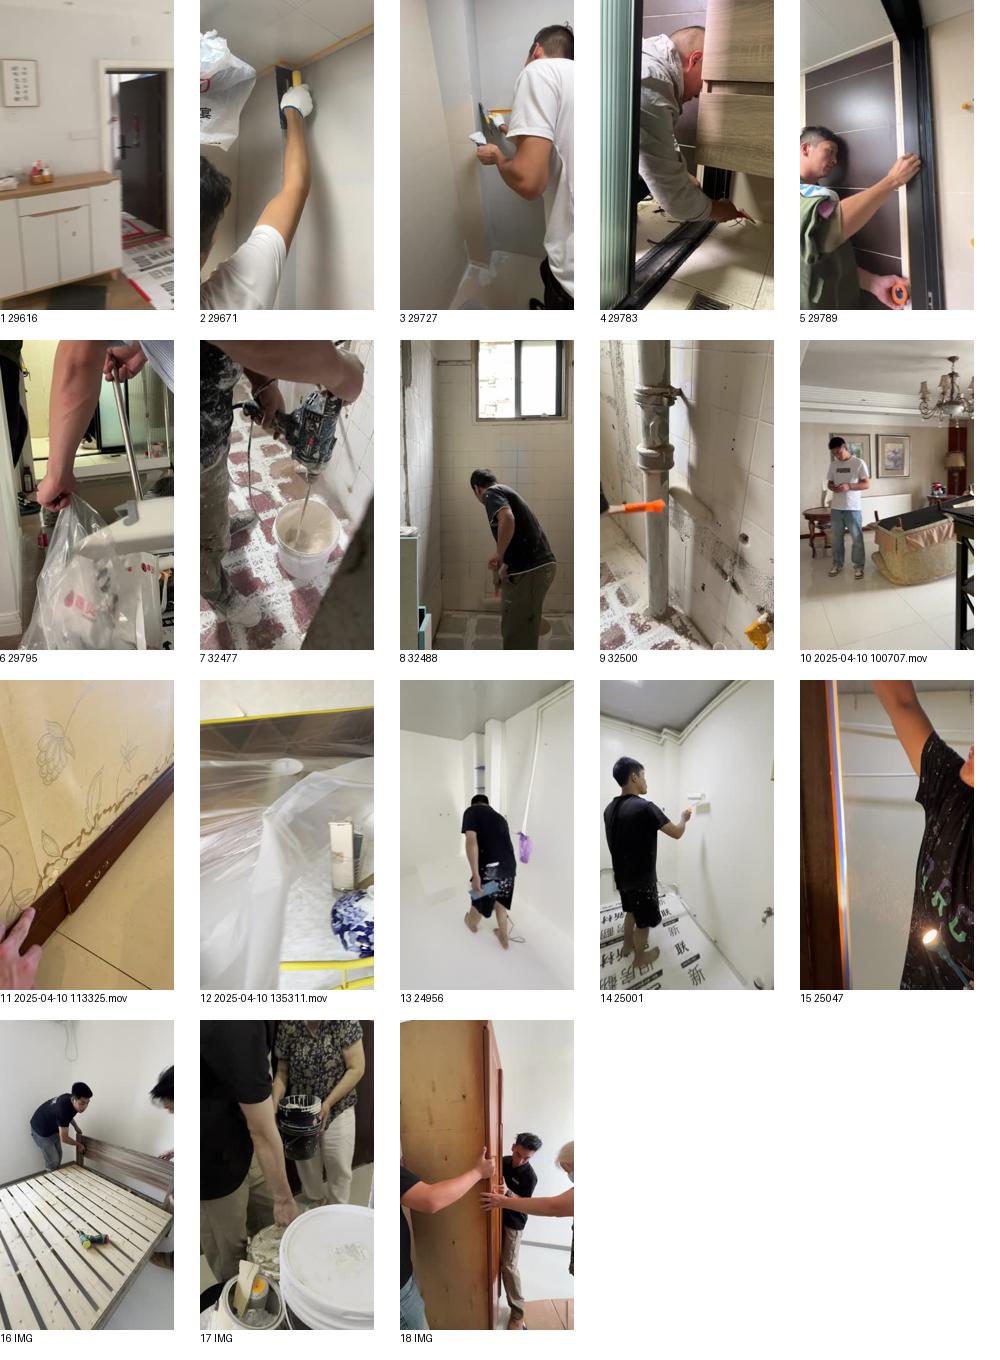 宴
1 29616
2 29671
3 29727
4 29783
5 29789
6 29795
7 32477
8 32488
9 32500
10 2025-04-10 100707.mov
11 2025-04-10 113325.mov
12 2025-04-10 135311.mov
13 24956
14 25001
15 25047
16 IMG
17 IMG
18 IMG